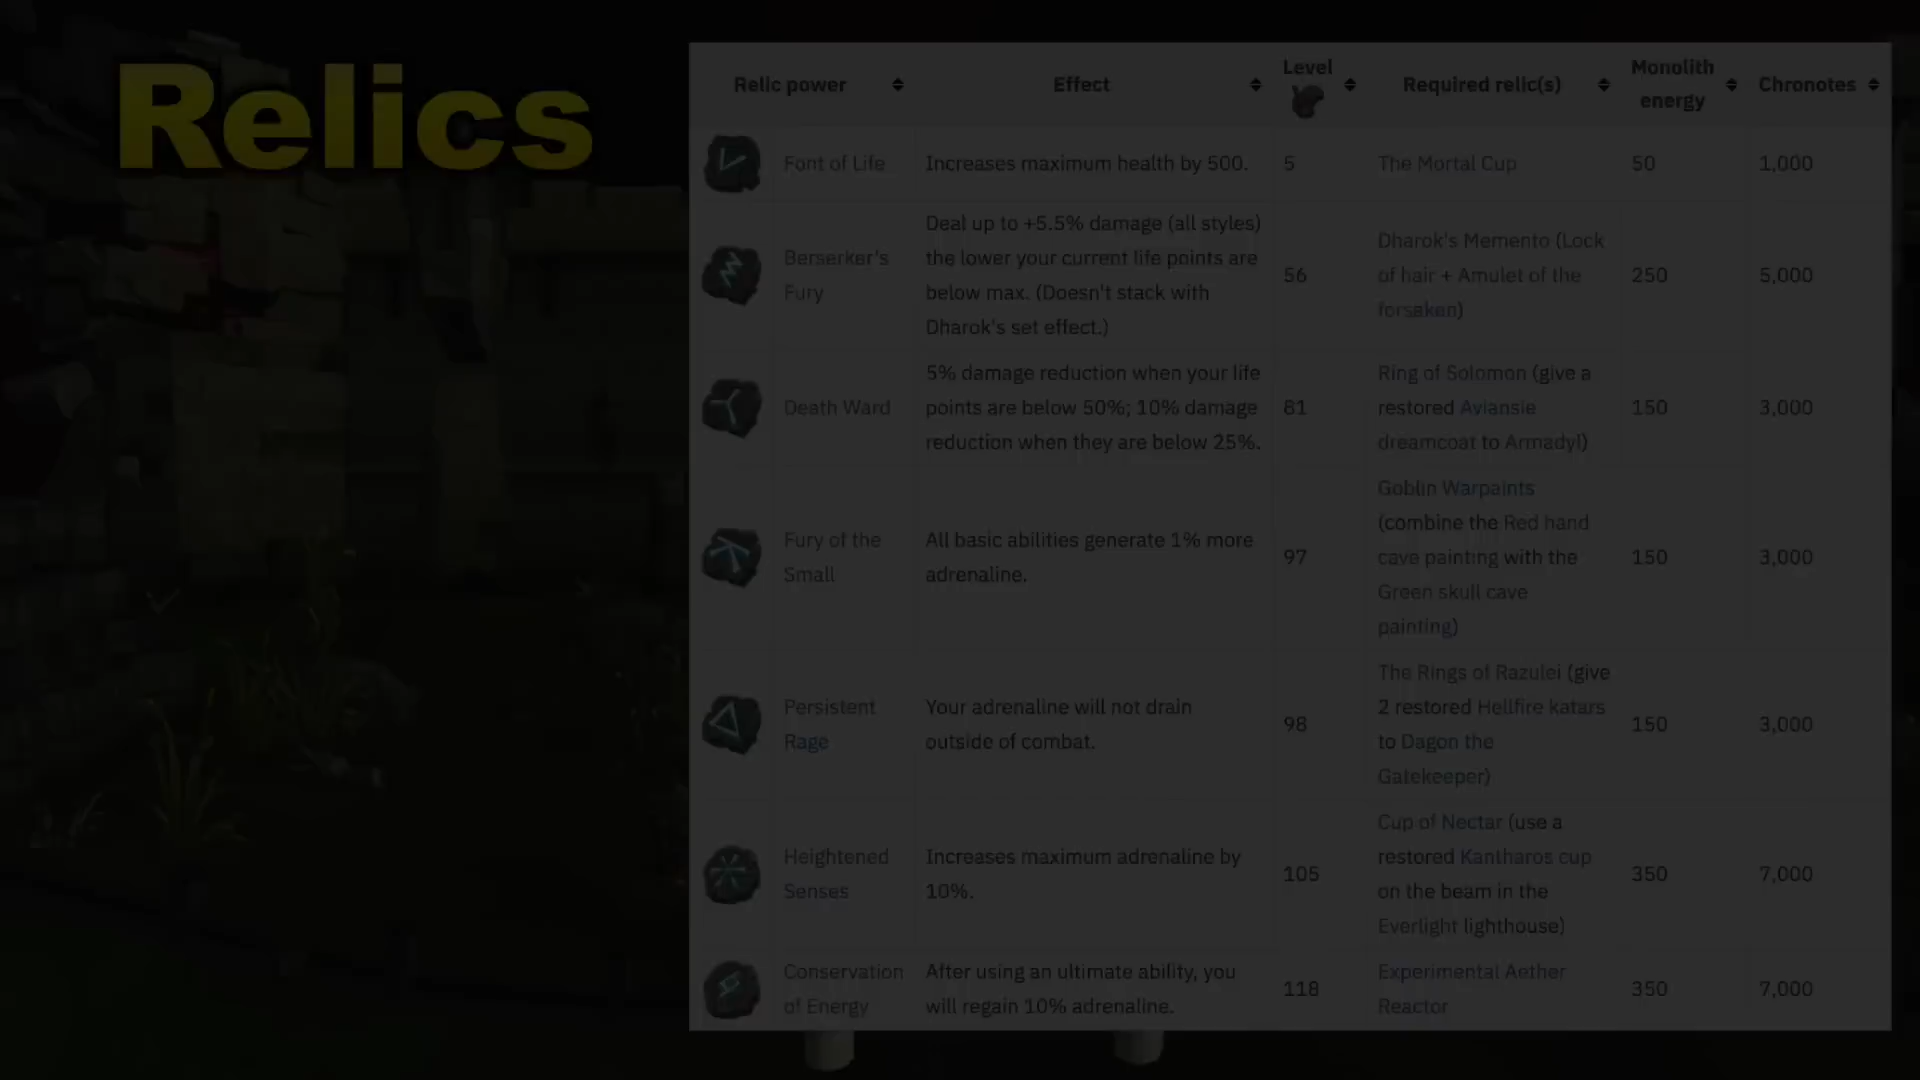 Relics
Relic power
Effect
Level
Required relic(s)
Monolith
energy
Chronotes
Font of Life
Increases maximum health by 500.
5
The Mortal Cup
50
1,000
Berserker's
Fury
Deal up to +5.5% damage (all styles)
the lower your current life points are
below max. (Doesn't stack with
Dharok's set effect.)
56
Dharok's Memento (Lock
of hair + Amulet of the
forsaken)
250
5,000
Death Ward
5% damage reduction when your life
points are below 50%; 10% damage
reduction when they are below 25%.
81
Ring of Solomon (give a
restored Aviansie
dreamcoat to Armadyl)
150
3,000
Fury of the
Small
All basic abilities generate 1% more
adrenaline.
97
Goblin Warpaints
(combine the Red hand
cave painting with the
Green skull cave
painting)
150
3,000
Persistent
Rage
Your adrenaline will not drain
outside of combat.
98
The Rings of Razulei (give
2 restored Hellfire katars
to Dagon the
Gatekeeper)
150
3,000
Heightened
Senses
Increases maximum adrenaline by
10%.
105
Cup of Nectar (use a
restored Kantharos cup
on the beam in the
Everlight lighthouse)
350
7,000
Conservation
of Energy
After using an ultimate ability, you
will regain 10% adrenaline.
118
Experimental Aether
Reactor
350
7,000